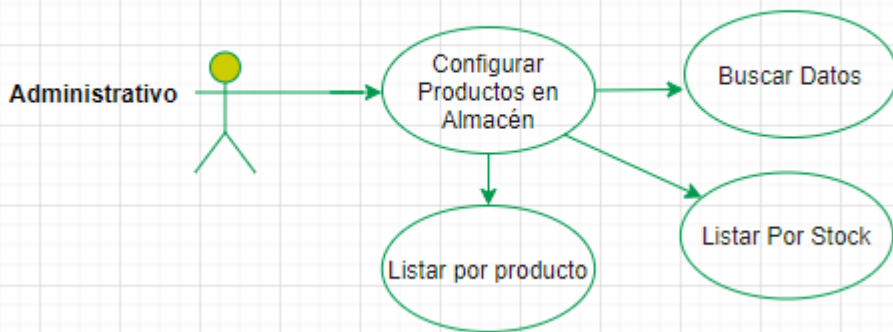 Administrativo
Configurar
Productos en
Almacén
Buscar Datos
Listar Por Stock
Listar por producto